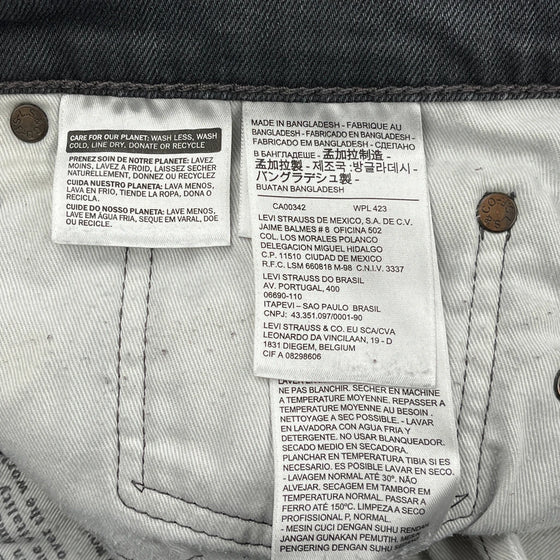 CARE FOR OUR PLANET: WASH LESS, WASH
COLD, LINE DRY, DONATE OR RECYCLE
PRENEZ SOIN DE NOTRE PLANETE: LAVEZ
MOINS, LAVEZ A FROID, LAISSEZ SECHER
NATURELLEMENT, DONNEZ OU RECYCLEZ
CUIDA NUESTRO PLANETA: LAVA MENOS,
LAVA EN FRIO, TIENDE LA ROPA, DONA O
RECICLA.
CUIDE DO NOSSO PLANETA: LAVE MENOS,
LAVE EM ÁGUA FRIA, SEQUE EM VARAL, DOE
OU RECICLE
MADE IN BANGLADESH - FABRIQUE AU
BANGLADESH - FABRICADO EN BANGLADESH -
FABRICADO EM BANGLADESH - СДЕЛАНО
В БАНГЛАДЕШЕ - 孟加拉制造 -
孟加拉製 - 제조국 :방글라데시 -
バングラデシュ製 -
BUATAN BANGLADESH
CA00342 WPL 423
LEVI STRAUSS DE MEXICO, S.A. DE C.V.
JAIME BALMES # 8 OFICINA 502
COL. LOS MORALES POLANCO
DELEGACION MIGUEL HIDALGO
C.P. 11510 CIUDAD DE MEXICO
R.F.C. LSM 660818 M-98 C.N.I.V. 3337
LEVI STRAUSS DO BRASIL
AV. PORTUGAL, 400
06690-110
ITAPEVI – SAO PAULO BRASIL
CNPJ: 43.351.097/0001-90
LEVI STRAUSS & CO. EU SCA/CVA
LEONARDO DA VINCILAAN, 19 - D
1831 DIEGEM, BELGIUM
CIF A 08298606
NE PAS BLANCHIR. SECHER EN MACHINE
A TEMPERATURE MOYENNE. REPASSER A
TEMPERATURE MOYENNE AU BESOIN .
NETTOYAGE A SEC POSSIBLE. - LAVAR
EN LAVADORA CON AGUA FRIA Y
DETERGENTE. NO USAR BLANQUEADOR.
SECADO MEDIO EN SECADORA.
PLANCHAR EN TEMPERATURA TIBIA SI ES
NECESARIO. ES POSIBLE LAVAR EN SECO.
- LAVAGEM NORMAL ATÉ 30º. NÃO
ALVEJAR. SECAGEM EM TAMBOR EM
TEMPERATURA NORMAL. PASSAR A
FERRO ATÉ 150ºC. LIMPEZA A SECO
PROFISSIONAL P, NORMAL
- MESIN CUCI DENGAN SUHU RENDAH
PENGERING DENGAN SUHU